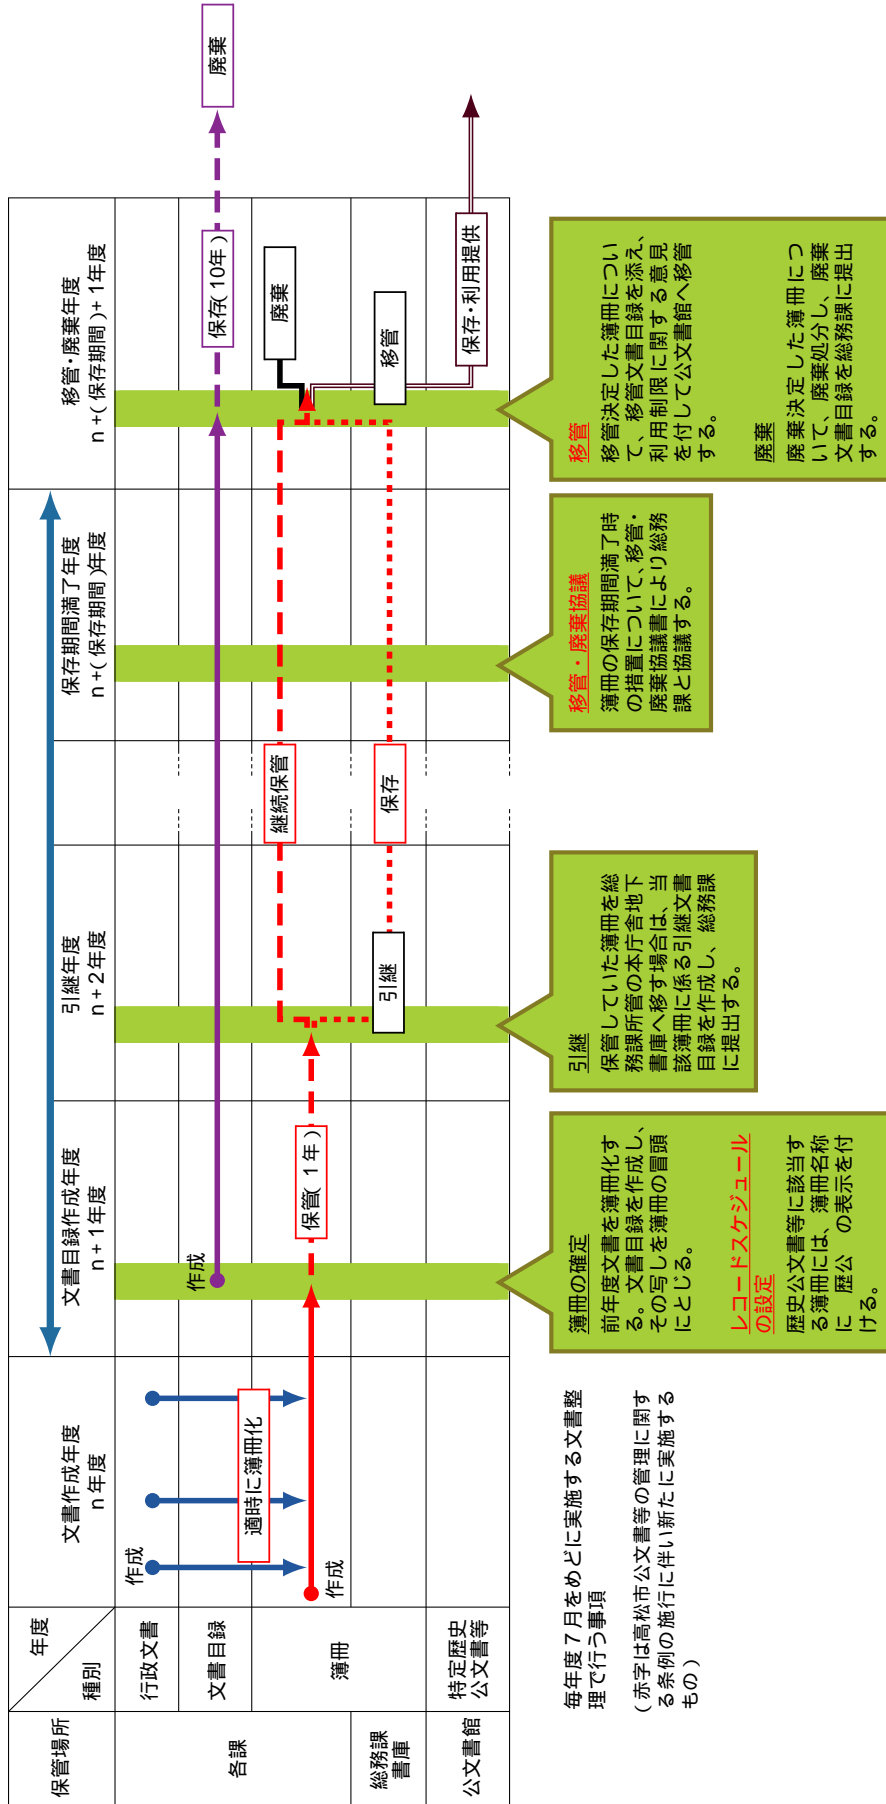 保管場所
年度
種別
文書作成年度
n年度
文書目録作成年度
n+1年度
引継年度
n+2年度
保存期間満了年度
n+(保存期間)年度
移管・廃棄年度
n+(保存期間)+1年度
各課
行政文書
作成
文書目録
作成
保存(10年)
廃棄
簿冊
適時に簿冊化
作成
保管(1年)
継続保管
廃棄
総務課
書庫
引継
保存
移管
公文書館
特定歴史
公文書等
保存・利用提供
毎年度7月をめどに実施する文書整
理で行う事項
(赤字は高松市公文書等の管理に関す
る条例の施行に伴い新たに実施する
もの)
簿冊の確定
前年度文書を簿冊化す
る。文書目録を作成し、
その写しを簿冊の冒頭
にとじる。
レコードスケジュール
の設定
歴史公文書等に該当す
る簿冊には、簿冊名称
に 歴公 の表示を付
ける。
引継
保管していた簿冊を総
務課所管の本庁舎地下
書庫へ移す場合は、当
該簿冊に係る引継文書
目録を作成し、総務課
に提出する。
移管・廃棄協議
簿冊の保存期間満了時
の措置について、移管・
廃棄協議書により総務
課と協議する。
移管
移管決定した簿冊につい
て、移管文書目録を添え、
利用制限に関する意見
を付して公文書館へ移管
する。
廃棄
廃棄決定した簿冊につ
いて、廃棄処分し、廃棄
文書目録を総務課に提出
する。